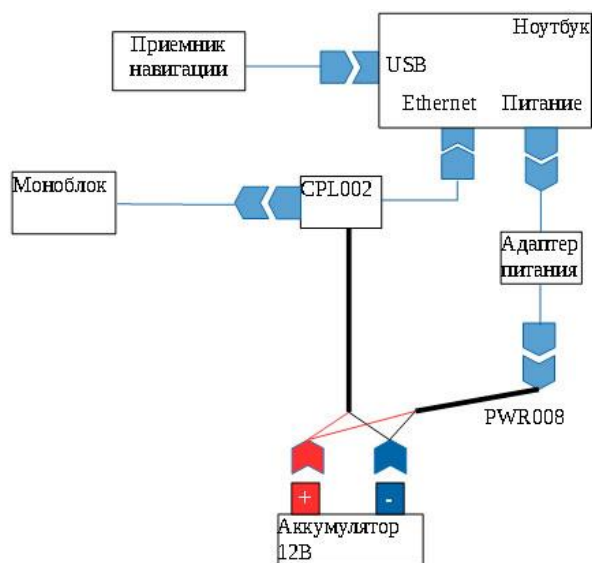 Ноутбук
Приемник
навигации
USB
Ethernet
Питание
Моноблок
CPL002
Адаптер
питания
PWR008
+
-
Аккумулятор
12В